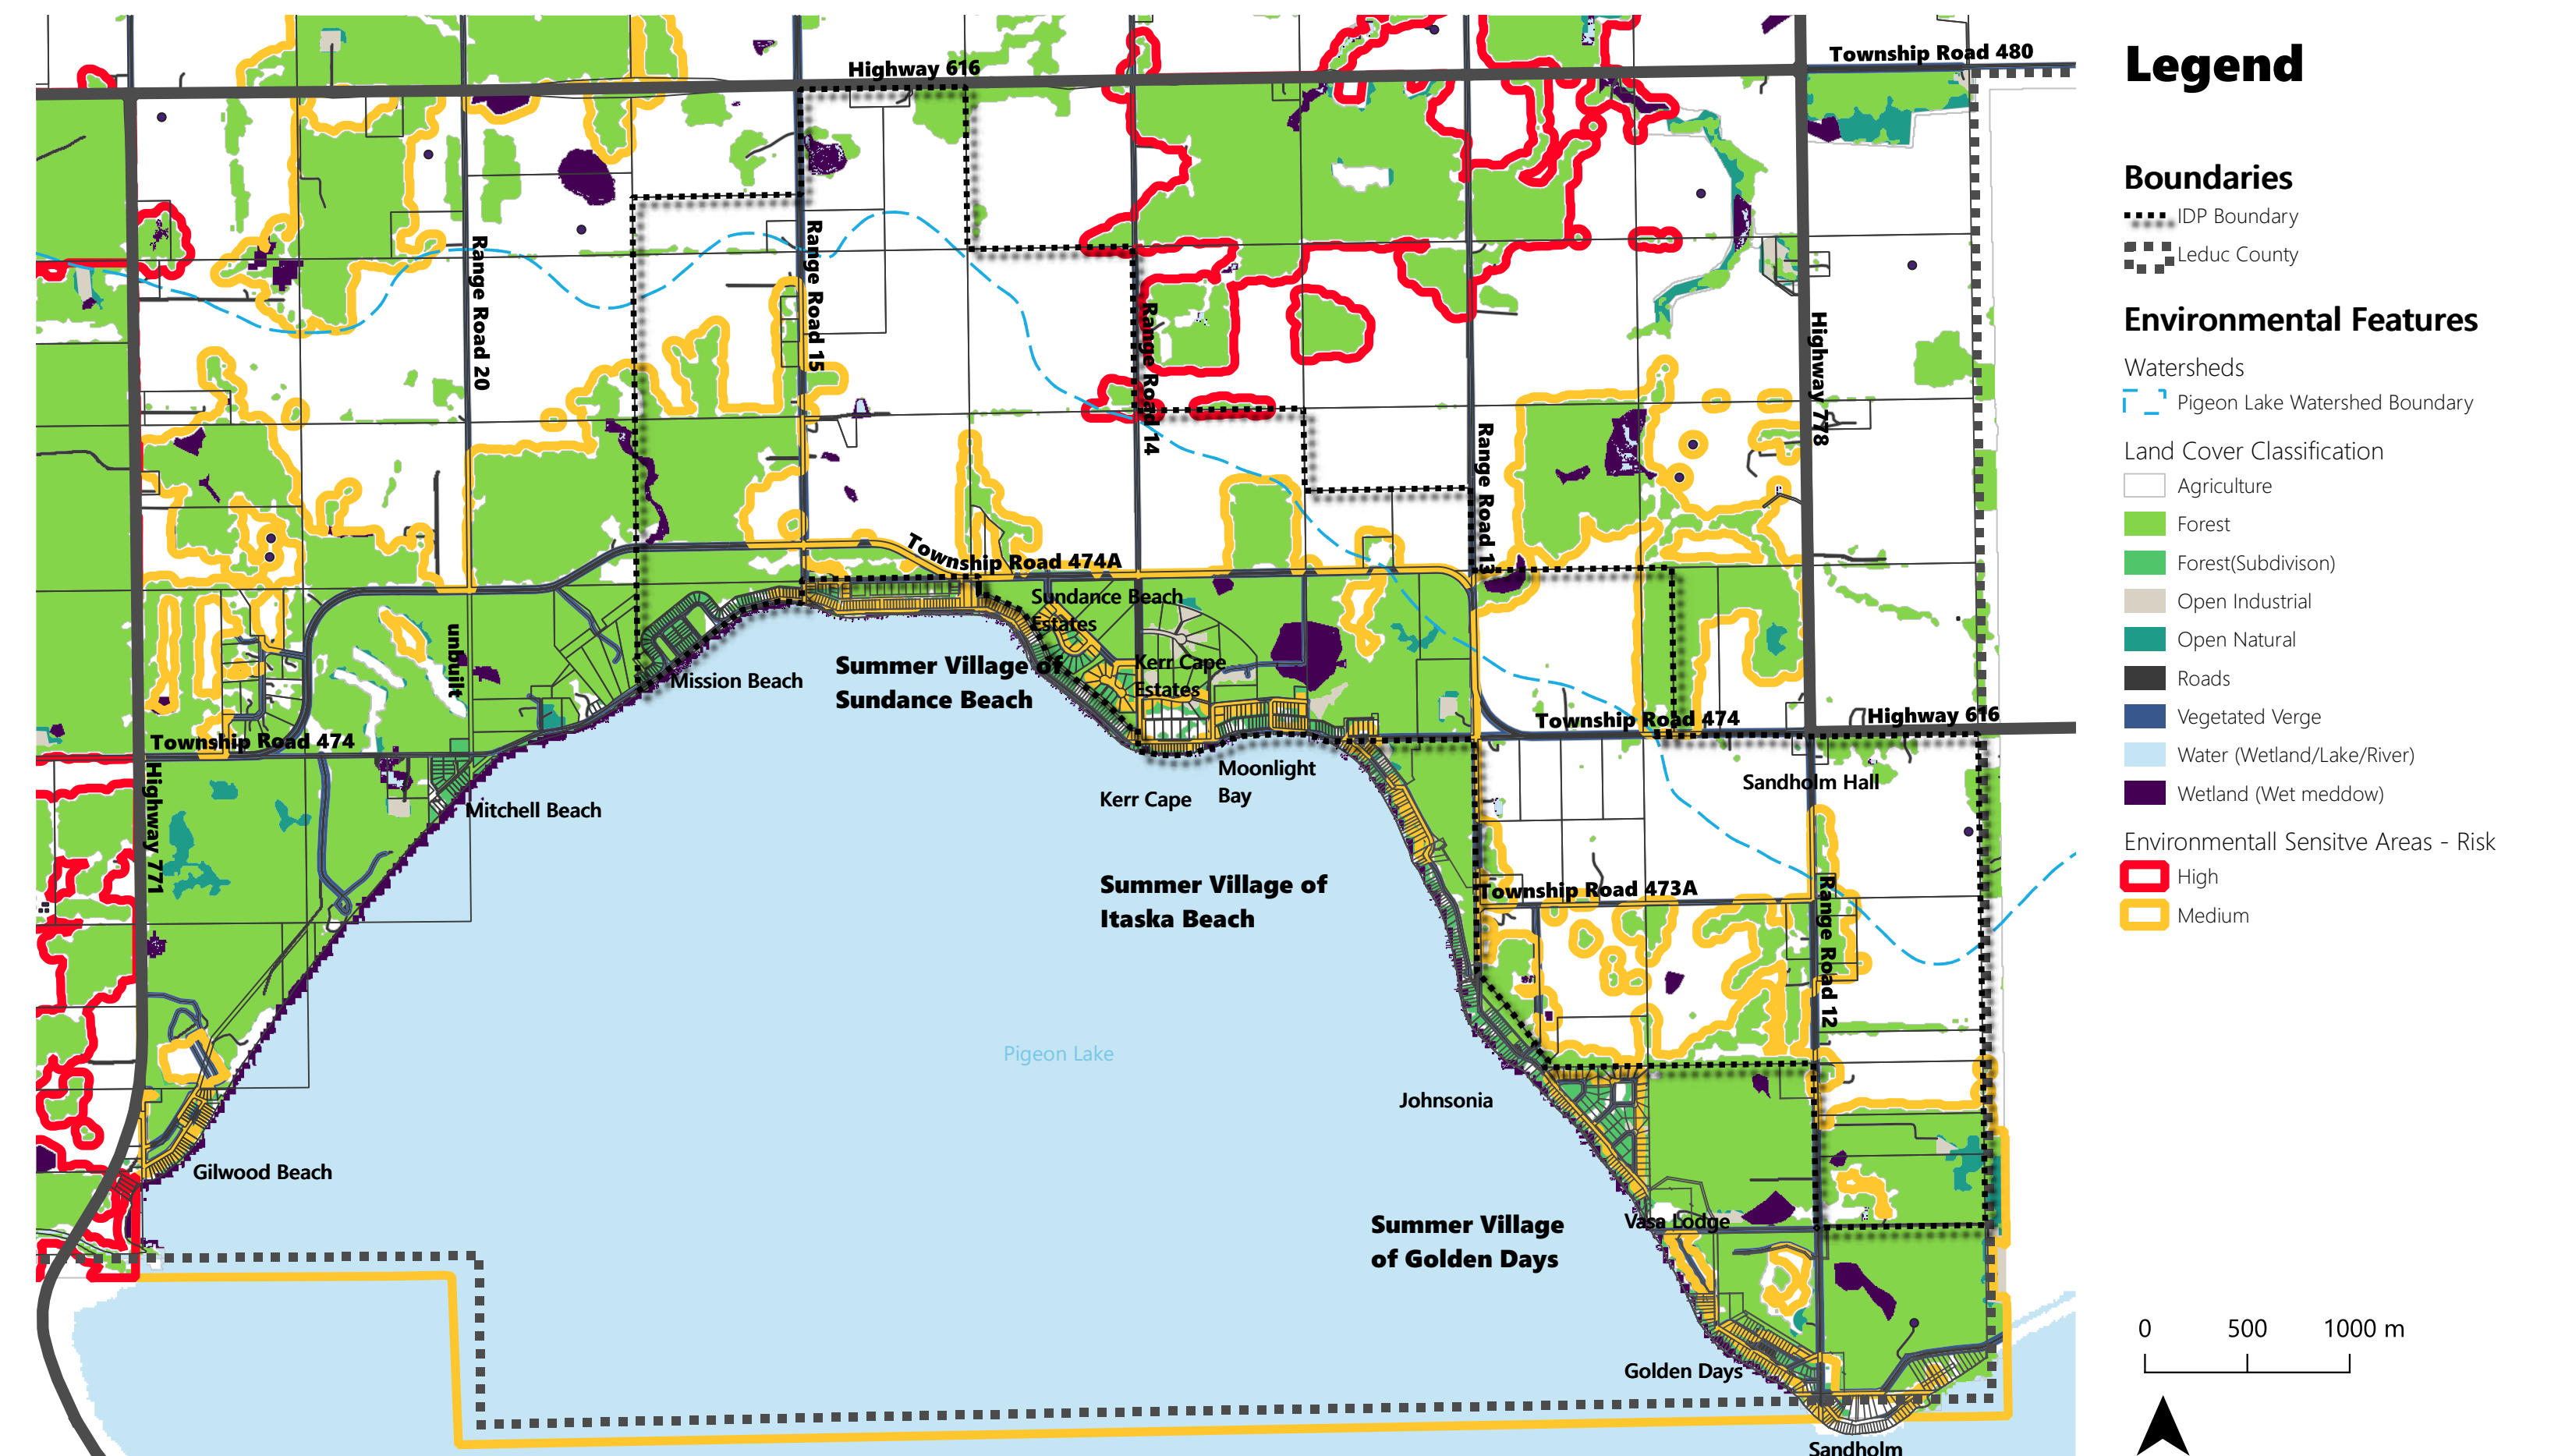 Highway 616
Township Road 480
Range Road 20
Range Road 15
Range Road 14
Range Road 13
Highway 778
Township Road 474A
Sundance Beach
Estates
unbuilt
Summer Village of
Sundance Beach
Kerr Cape
Estates
Mission Beach
Township Road 474
Highway 616
Township Road 474
Highway 771
Mitchell Beach
Kerr Cape
Moonlight
Bay
Sandholm Hall
Summer Village of
Itaska Beach
Township Road 473A
Range Road 12
Pigeon Lake
Johnsonia
Gilwood Beach
Summer Village
of Golden Days
Vasa Lodge
Golden Days
Sandholm
Legend
Boundaries
IDP Boundary
Leduc County
Environmental Features
Watersheds
Pigeon Lake Watershed Boundary
Land Cover Classification
Agriculture
Forest
Forest(Subdivison)
Open Industrial
Open Natural
Roads
Vegetated Verge
Water (Wetland/Lake/River)
Wetland (Wet meddow)
Environmentall Sensitve Areas - Risk
High
Medium
0 500 1000 m